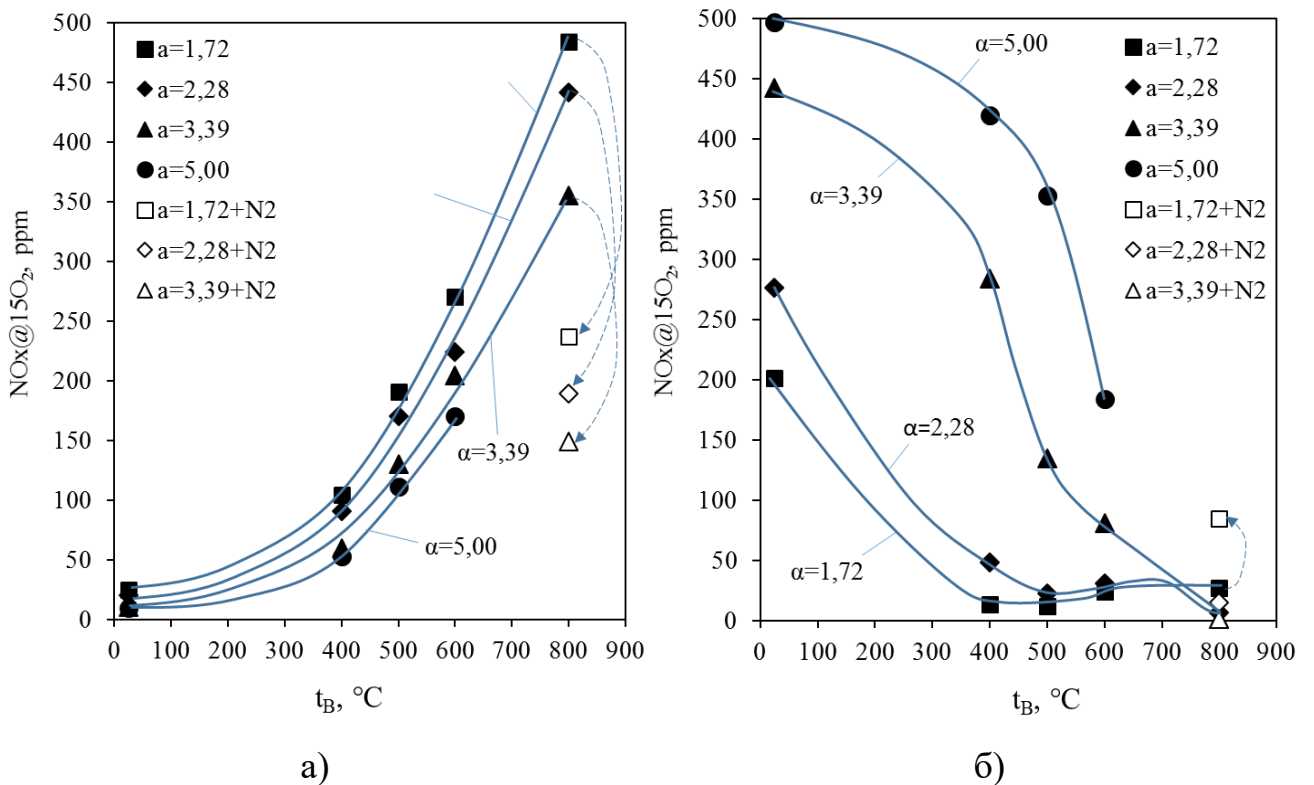 NOx@15O₂, ppm
500
450
400
350
300
250
200
150
100
50
0
a=1,72
a=2,28
a=3,39
a=5,00
a=1,72+N2
a=2,28+N2
a=3,39+N2
α=3,39
α=5,00
0 100 200 300 400 500 600 700 800 900
t_B, °C
а)
NOx@15O₂, ppm
500
450
400
350
300
250
200
150
100
50
0
α=5,00
α=3,39
α=2,28
α=1,72
a=1,72
a=2,28
a=3,39
a=5,00
a=1,72+N2
a=2,28+N2
a=3,39+N2
0 100 200 300 400 500 600 700 800 900
t_B, °C
б)